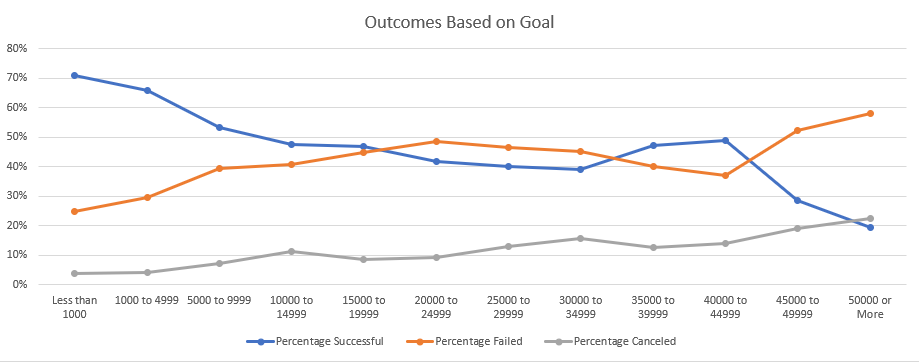 Outcomes Based on Goal
80%
70%
60%
50%
40%
30%
20%
10%
0%
Less than 1000 to 4999 5000 to 9999 10000 to 15000 to 20000 to 25000 to 30000 to 35000 to 40000 to 45000 to 50000 or
1000 14999 19999 24999 29999 34999 39999 44999 49999 More
Percentage Successful Percentage Failed Percentage Canceled